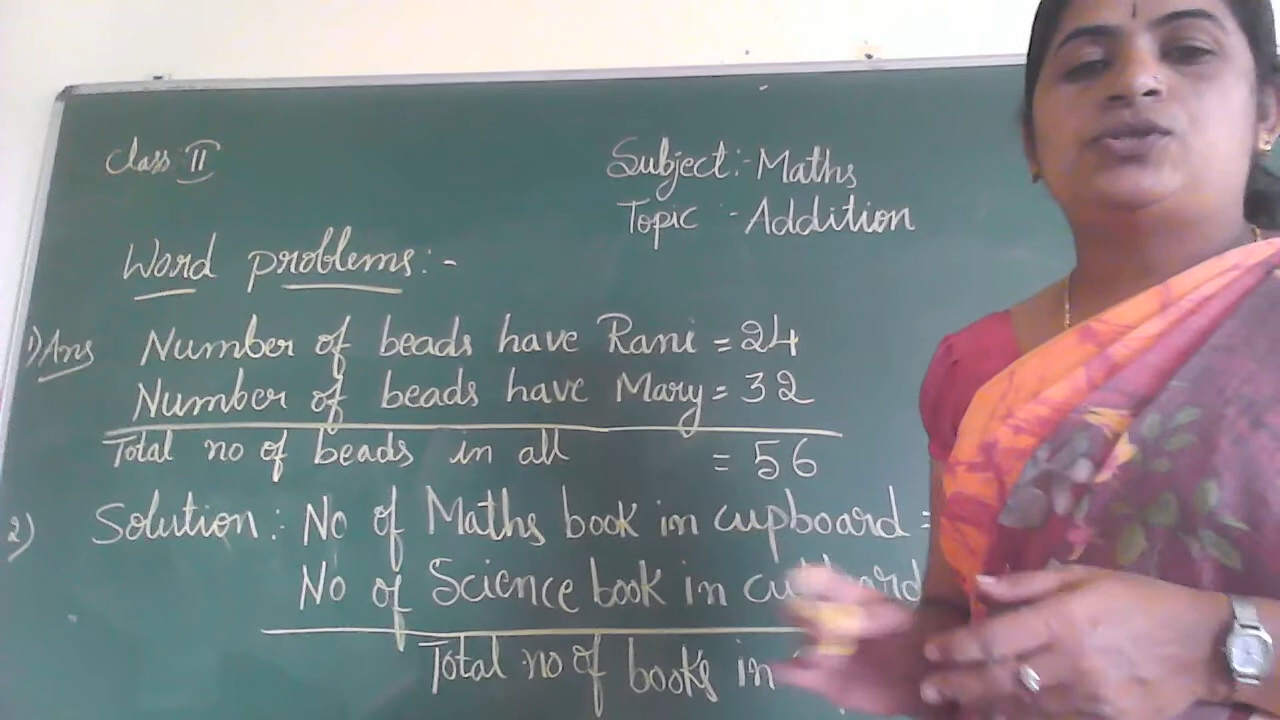 Class II
Subject:- Maths
Topic :- Addition
Word problems:-
1) Ans Number of beads have Rani = 24
Number of beads have Mary = 32
Total no of beads in all = 56
2) Solution: No of Maths book in cupboard =
No of Science book in
Total no of books in